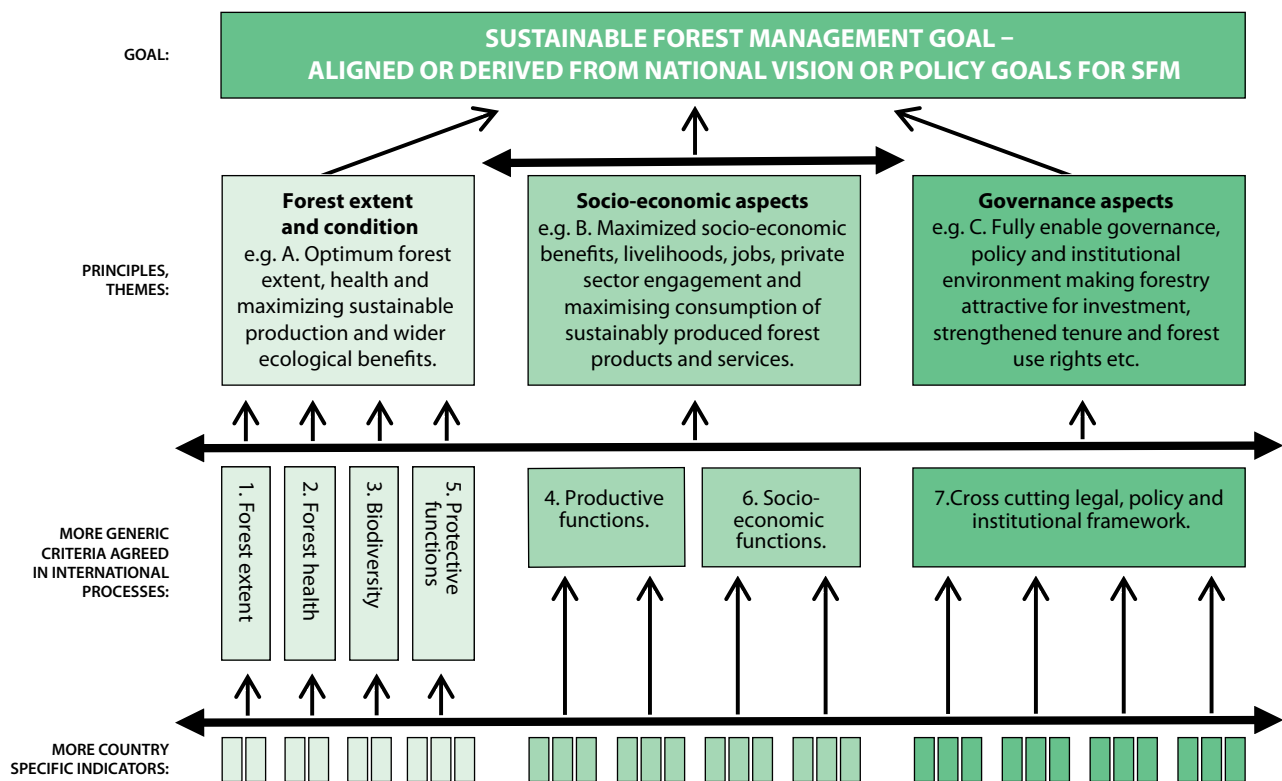 GOAL:
SUSTAINABLE FOREST MANAGEMENT GOAL –
ALIGNED OR DERIVED FROM NATIONAL VISION OR POLICY GOALS FOR SFM
PRINCIPLES,
THEMES:
Forest extent
and condition
e.g. A. Optimum forest
extent, health and
maximizing sustainable
production and wider
ecological benefits.
Socio-economic aspects
e.g. B. Maximized socio-economic
benefits, livelihoods, jobs, private
sector engagement and
maximising consumption of
sustainably produced forest
products and services.
Governance aspects
e.g. C. Fully enable governance,
policy and institutional
environment making forestry
attractive for investment,
strengthened tenure and forest
use rights etc.
MORE GENERIC
CRITERIA AGREED
IN INTERNATIONAL
PROCESSES:
1. Forest extent
2. Forest health
3. Biodiversity
5. Protective
functions
4. Productive
functions.
6. Socio-
economic
functions.
7.Cross cutting legal, policy and
institutional framework.
MORE COUNTRY
SPECIFIC INDICATORS: